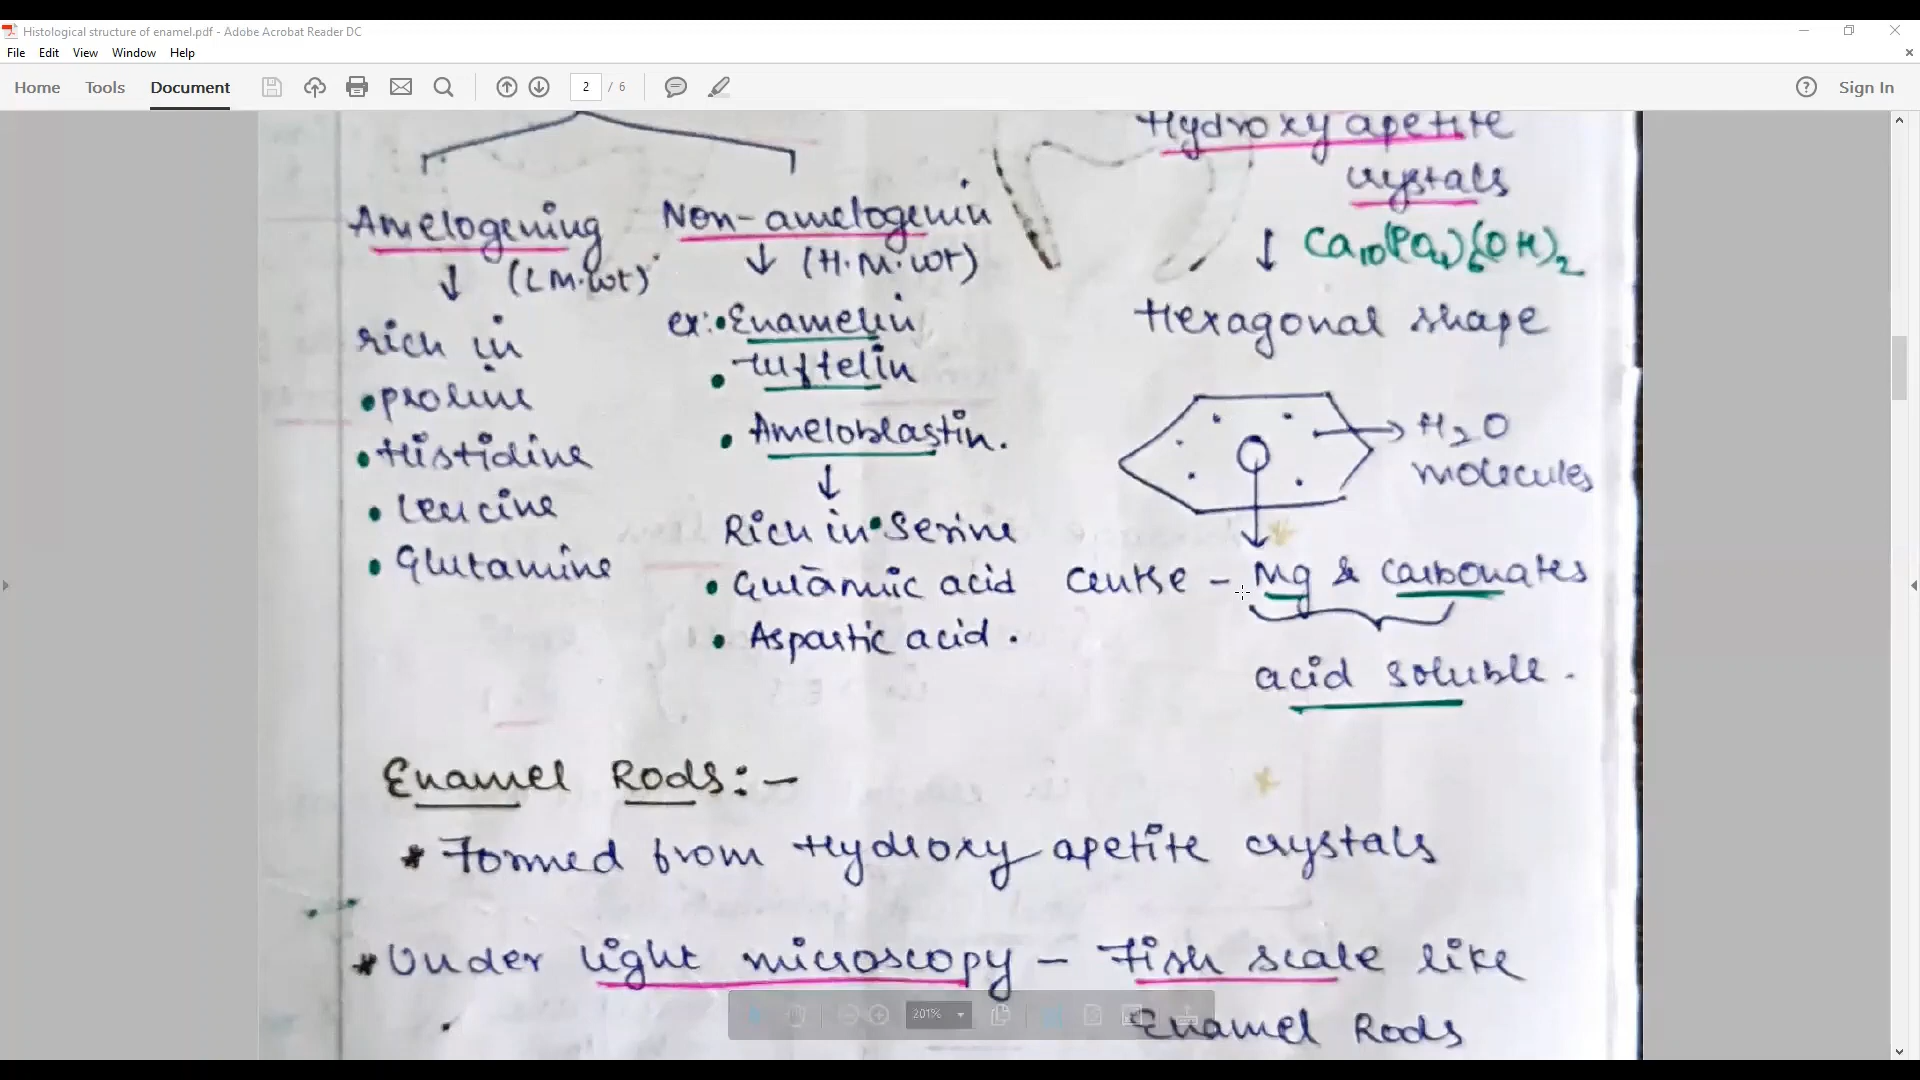 Histological structure of enamel.pdf - Adobe Acrobat Reader DC
File Edit View Window Help
Home Tools Document 2 / 6 Sign In
Amelogening
(L M.wt)
rich in
• proline
• Histidine
• Leucine
• Glutamine
Non-amelogenin
(H.M.wt)
ex:• Enamelin
• tuftelin
• Ameloblastin.
Rich in • Serine
• Gutamic acid
• Aspartic acid.
Hydroxy apetite
crystals
Ca10(PO4)6(OH)2
Hexagonal shape
H2O
molecules
Centre - Mg & Carbonates
acid soluble.
Enamel Rods:-
* Formed from Hydroxy apetite crystals
* Under light microscopy - Fish scale like
Enamel Rods
201%